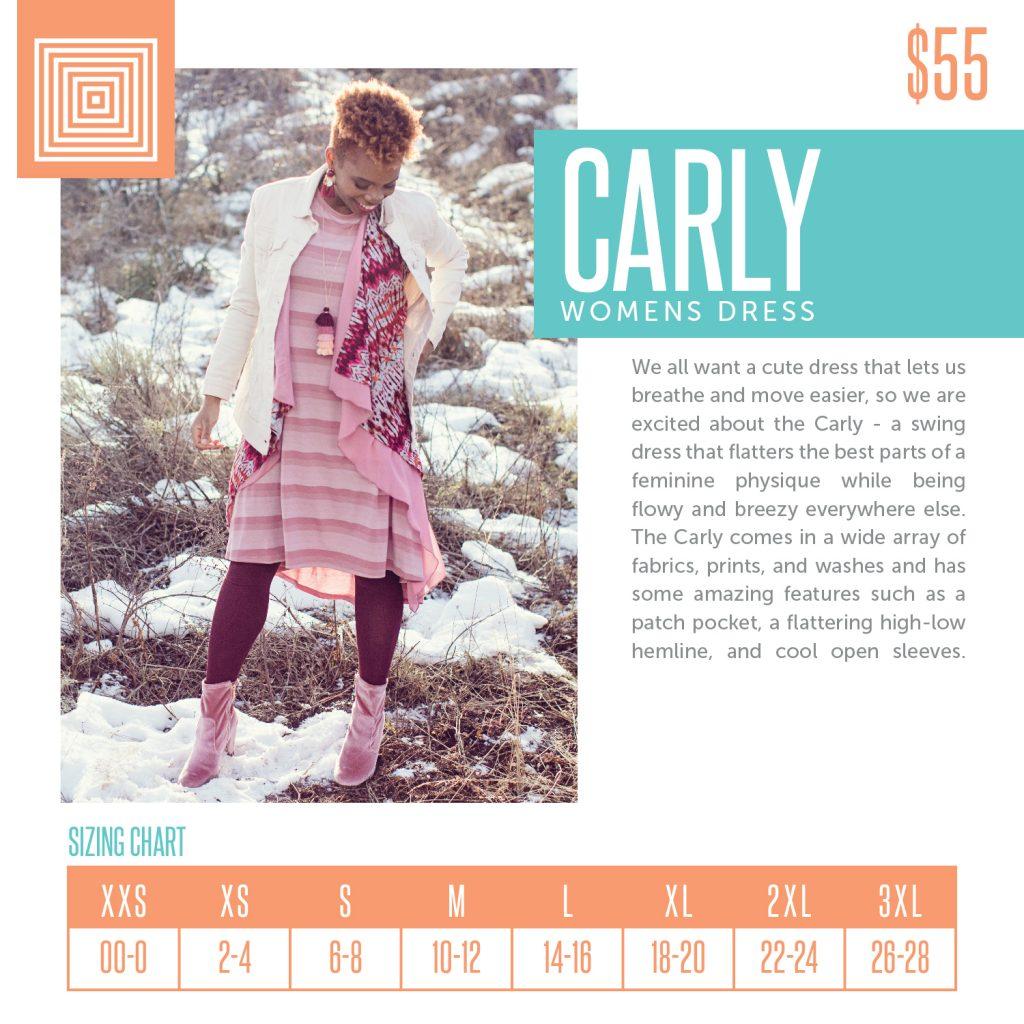 $55
CARLY
WOMENS DRESS
We all want a cute dress that lets us
breathe and move easier, so we are
excited about the Carly - a swing
dress that flatters the best parts of a
feminine physique while being
flowy and breezy everywhere else.
The Carly comes in a wide array of
fabrics, prints, and washes and has
some amazing features such as a
patch pocket, a flattering high-low
hemline, and cool open sleeves.
SIZING CHART
XXS XS S M L XL 2XL 3XL
00-0 2-4 6-8 10-12 14-16 18-20 22-24 26-28